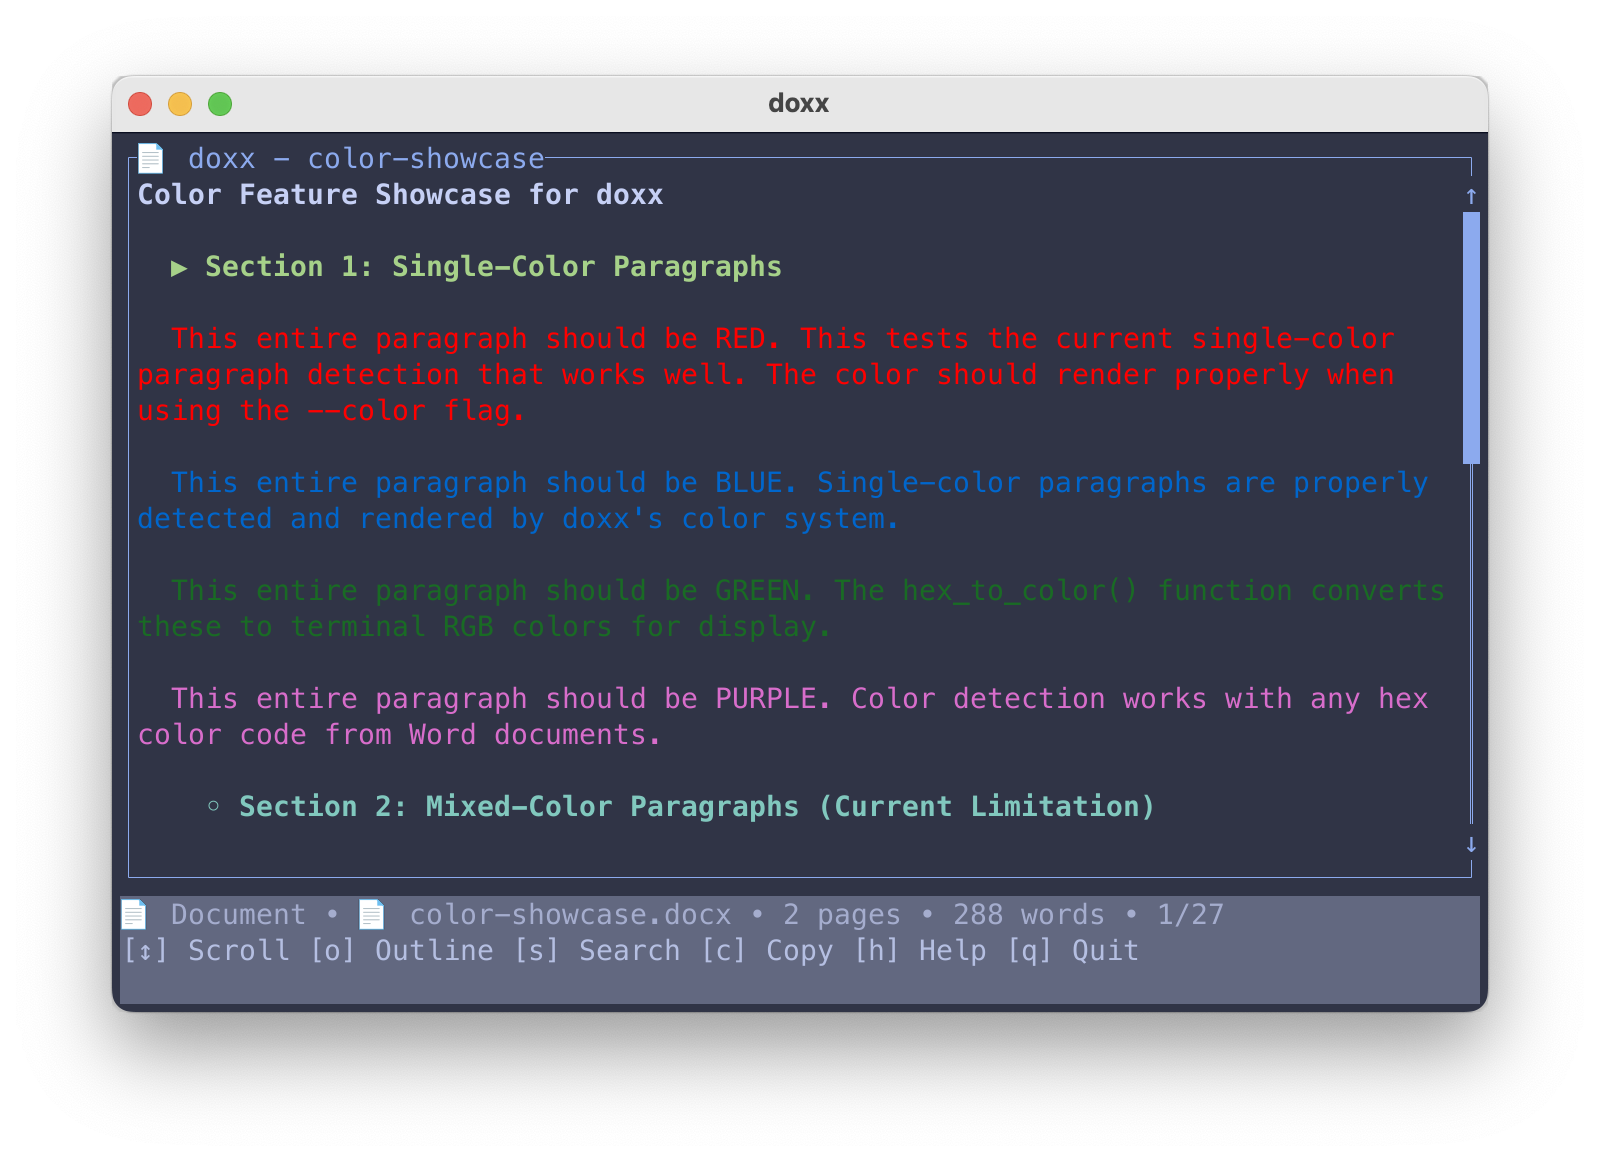 doxx
📄 doxx - color-showcase
Color Feature Showcase for doxx
▶ Section 1: Single-Color Paragraphs
This entire paragraph should be RED. This tests the current single-color
paragraph detection that works well. The color should render properly when
using the --color flag.
This entire paragraph should be BLUE. Single-color paragraphs are properly
detected and rendered by doxx's color system.
This entire paragraph should be GREEN. The hex_to_color() function converts
these to terminal RGB colors for display.
This entire paragraph should be PURPLE. Color detection works with any hex
color code from Word documents.
◦ Section 2: Mixed-Color Paragraphs (Current Limitation)
📄 Document • 📄 color-showcase.docx • 2 pages • 288 words • 1/27
[↕] Scroll [o] Outline [s] Search [c] Copy [h] Help [q] Quit